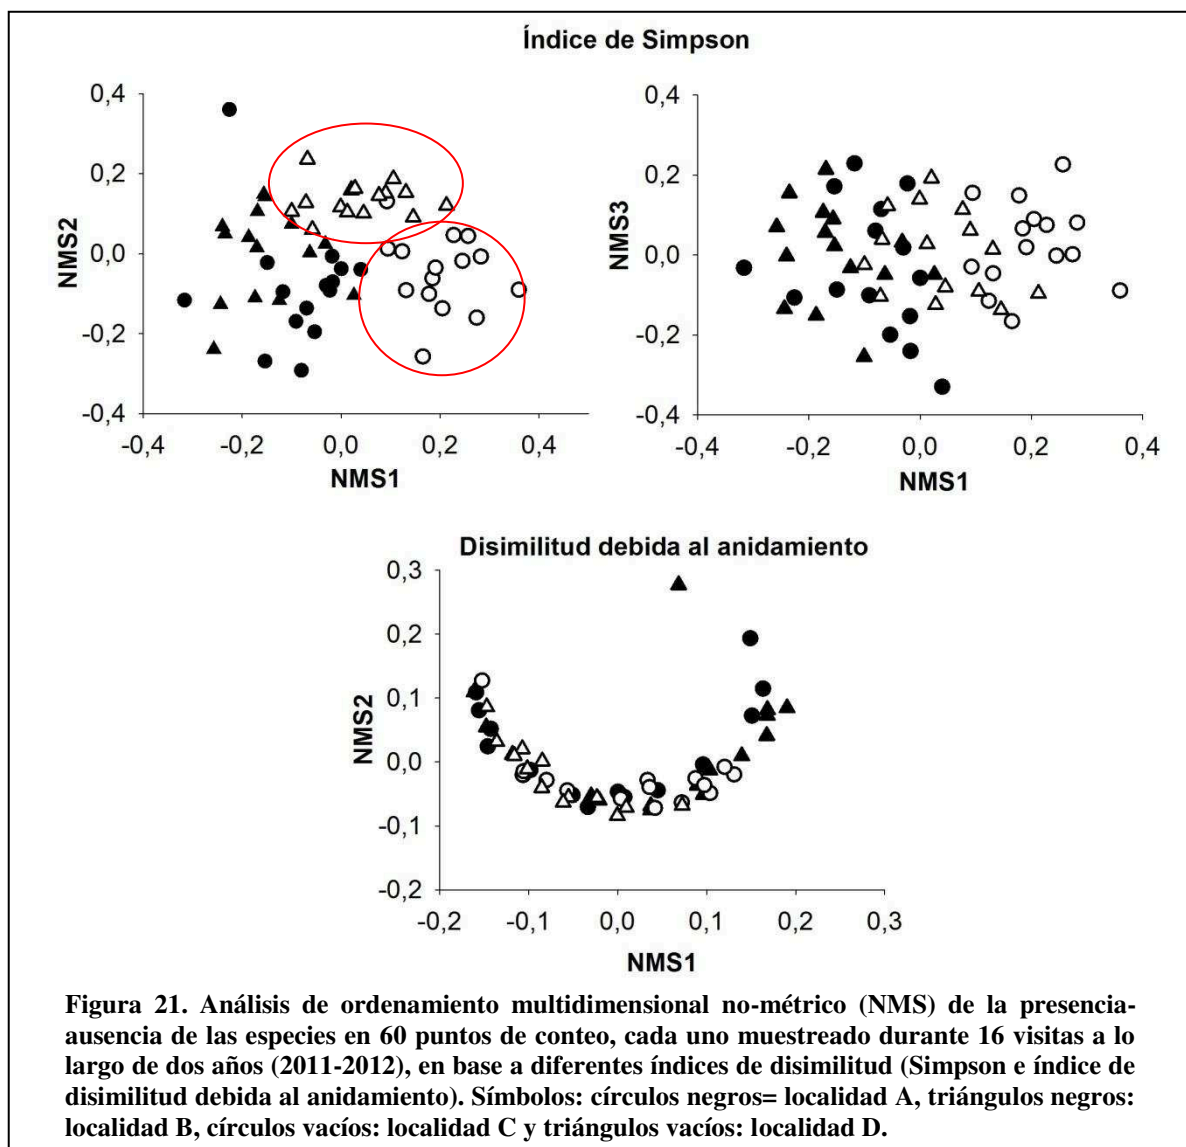 Índice de Simpson
0,4
0,2
0,0
-0,2
-0,4
NMS2
-0,4 -0,2 0,0 0,2 0,4
NMS1
0,4
0,2
0,0
-0,2
-0,4
NMS3
-0,4 -0,2 0,0 0,2 0,4
NMS1
Disimilitud debida al anidamiento
0,3
0,2
0,1
0,0
-0,1
-0,2
NMS2
-0,2 -0,1 0,0 0,1 0,2 0,3
NMS1
Figura 21. Análisis de ordenamiento multidimensional no-métrico (NMS) de la presencia-
ausencia de las especies en 60 puntos de conteo, cada uno muestreado durante 16 visitas a lo
largo de dos años (2011-2012), en base a diferentes índices de disimilitud (Simpson e índice de
disimilitud debida al anidamiento). Símbolos: círculos negros= localidad A, triángulos negros:
localidad B, círculos vacíos: localidad C y triángulos vacíos: localidad D.